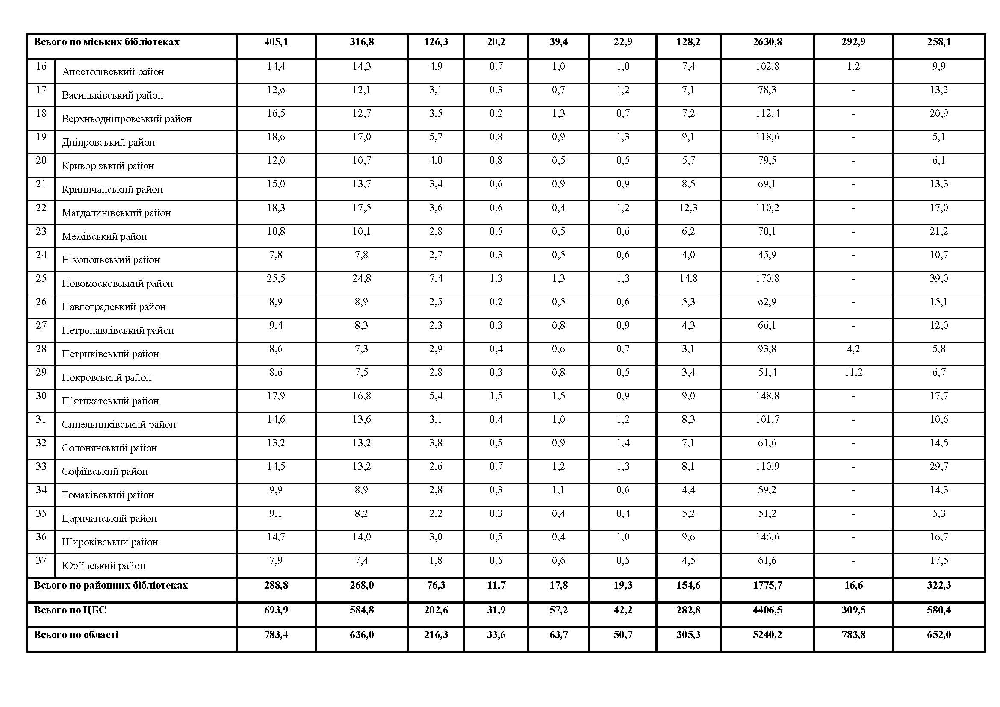 Всього по міських бібліотеках 405,1 316,8 126,3 20,2 39,4 22,9 128,2 2630,8 292,9 258,1
16 Апостолівський район 14,4 14,3 4,9 0,7 1,0 1,0 7,4 102,8 1,2 9,9
17 Васильківський район 12,6 12,1 3,1 0,3 0,7 1,2 7,1 78,3 - 13,2
18 Верхньодніпровський район 16,5 12,7 3,5 0,2 1,3 0,7 7,2 112,4 - 20,9
19 Дніпровський район 18,6 17,0 5,7 0,8 0,9 1,3 9,1 118,6 - 5,1
20 Криворізький район 12,0 10,7 4,0 0,8 0,5 0,5 5,7 79,5 - 6,1
21 Криничанський район 15,0 13,7 3,4 0,6 0,9 0,9 8,5 69,1 - 13,3
22 Магдалинівський район 18,3 17,5 3,6 0,6 0,4 1,2 12,3 110,2 - 17,0
23 Межівський район 10,8 10,1 2,8 0,5 0,5 0,6 6,2 70,1 - 21,2
24 Нікопольський район 7,8 7,8 2,7 0,3 0,5 0,6 4,0 45,9 - 10,7
25 Новомосковський район 25,5 24,8 7,4 1,3 1,3 1,3 14,8 170,8 - 39,0
26 Павлоградський район 8,9 8,9 2,5 0,2 0,5 0,6 5,3 62,9 - 15,1
27 Петропавлівський район 9,4 8,3 2,3 0,3 0,8 0,9 4,3 66,1 - 12,0
28 Петриківський район 8,6 7,3 2,9 0,4 0,6 0,7 3,1 93,8 4,2 5,8
29 Покровський район 8,6 7,5 2,8 0,3 0,8 0,5 3,4 51,4 11,2 6,7
30 П’ятихатський район 17,9 16,8 5,4 1,5 1,5 0,9 9,0 148,8 - 17,7
31 Синельниківський район 14,6 13,6 3,1 0,4 1,0 1,2 8,3 101,7 - 10,6
32 Солонянський район 13,2 13,2 3,8 0,5 0,9 1,4 7,1 61,6 - 14,5
33 Софіївський район 14,5 13,2 2,6 0,7 1,2 1,3 8,1 110,9 - 29,7
34 Томаківський район 9,9 8,9 2,8 0,3 1,1 0,6 4,4 59,2 - 14,3
35 Царичанський район 9,1 8,2 2,2 0,3 0,4 0,4 5,2 51,2 - 5,3
36 Широківський район 14,7 14,0 3,0 0,5 0,4 1,0 9,6 146,6 - 16,7
37 Юр’ївський район 7,9 7,4 1,8 0,5 0,6 0,5 4,5 61,6 - 17,5
Всього по районних бібліотеках 288,8 268,0 76,3 11,7 17,8 19,3 154,6 1775,7 16,6 322,3
Всього по ЦБС 693,9 584,8 202,6 31,9 57,2 42,2 282,8 4406,5 309,5 580,4
Всього по області 783,4 636,0 216,3 33,6 63,7 50,7 305,3 5240,2 783,8 652,0